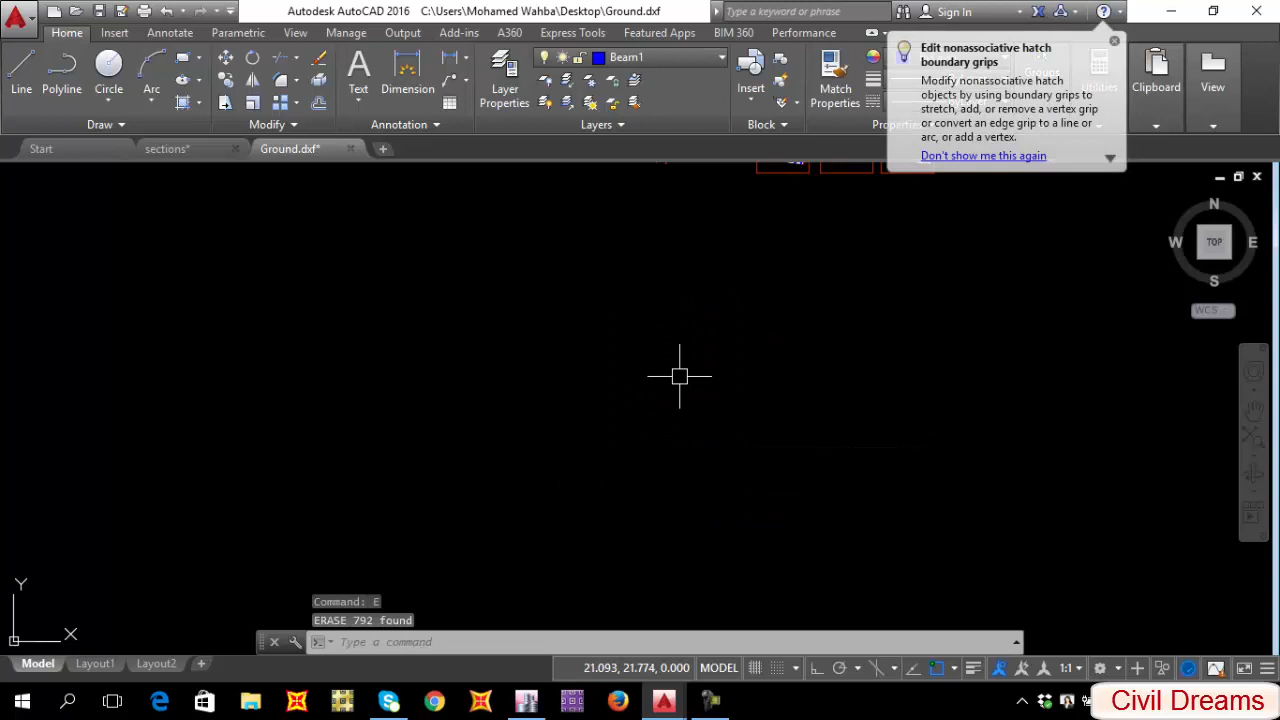 Autodesk AutoCAD 2016 C:\Users\Mohamed Wahba\Desktop\Ground.dxf
Type a keyword or phrase
Sign In
Home Insert Annotate Parametric View Manage Output Add-ins A360 Express Tools Featured Apps BIM 360 Performance
Line Polyline Circle Arc
Text Dimension
Layer Properties
Beam1
Insert
Match Properties
Groups
Utilities
Clipboard
View
Draw Modify Annotation Layers Block
Edit nonassociative hatch
boundary grips
Modify nonassociative hatch
objects by using boundary grips to
stretch, add, or remove a vertex grip
or convert an edge grip to a line or
arc, or add a vertex.
Don't show me this again
Start sections* Ground.dxf*
N
W TOP E
S
WCS
Y
X
Command: E
ERASE 792 found
Type a command
Model Layout1 Layout2
21.093, 21.774, 0.000 MODEL
1:1
Civil Dreams